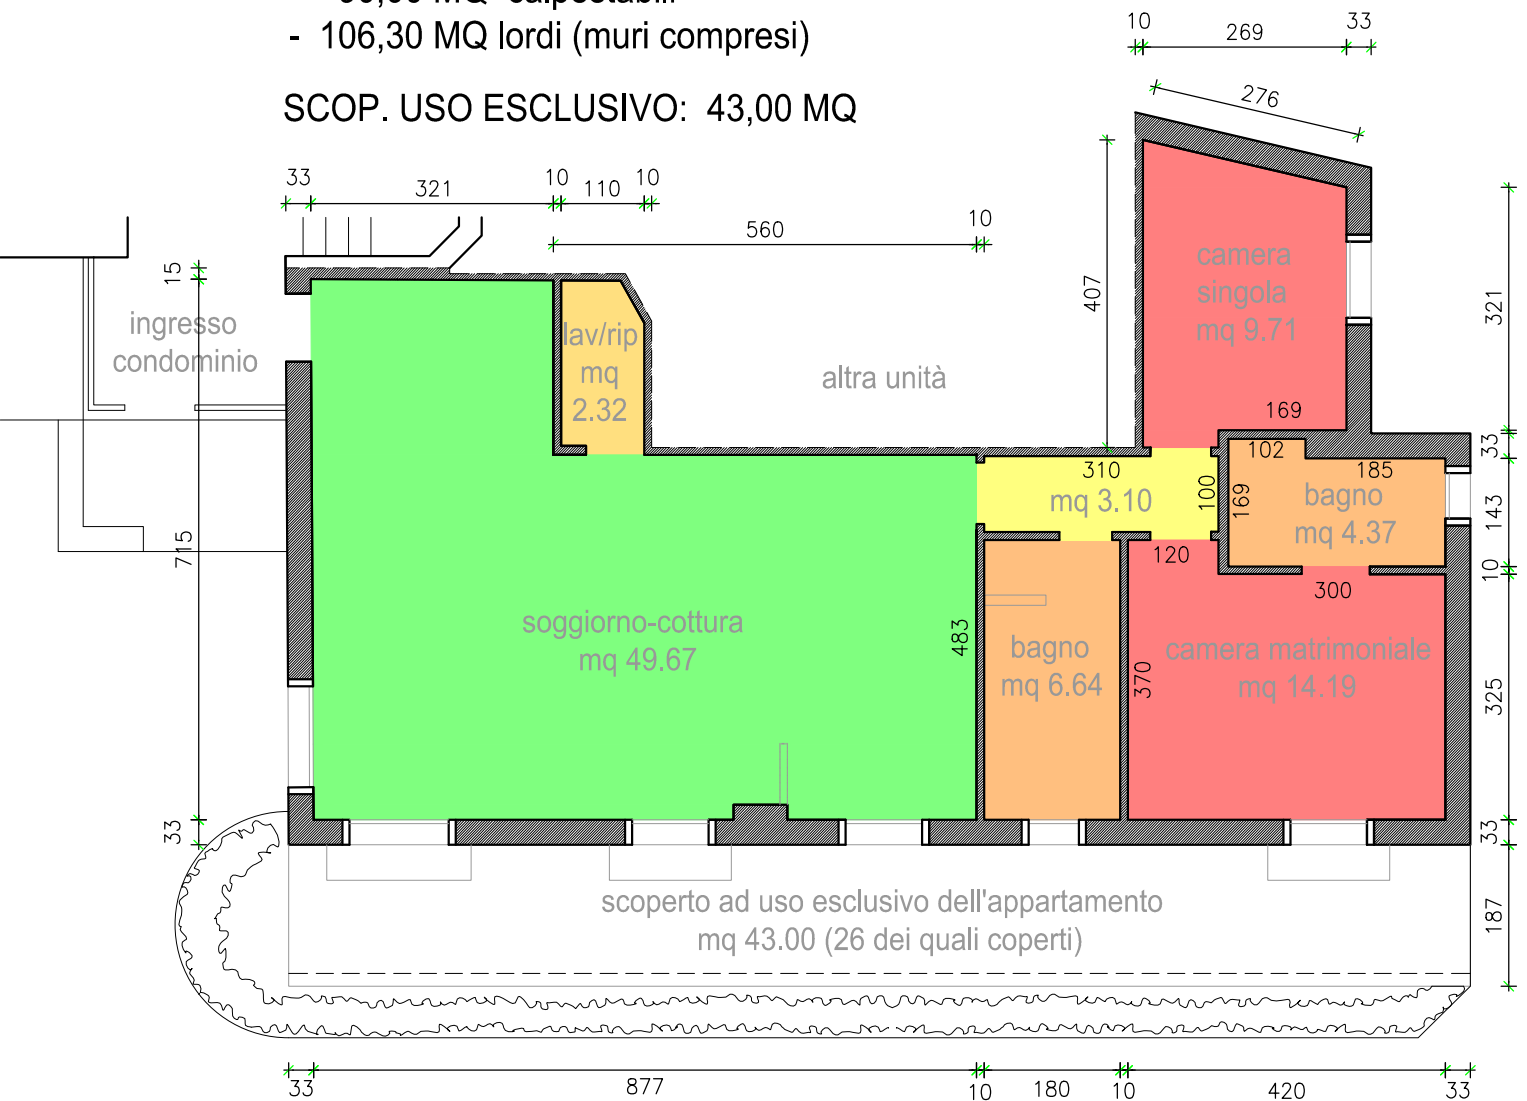 - 106,30 MQ lordi (muri compresi)
SCOP. USO ESCLUSIVO: 43,00 MQ
10
269
33
276
33
321
10
110
10
560
10
15
407
321
ingresso
condominio
lav/rip
mq
2.32
altra unità
camera
singola
mq 9.71
169
33
102
310
185
mq 3.10
100
169
bagno
mq 4.37
143
715
120
10
300
soggiorno-cottura
mq 49.67
483
bagno
mq 6.64
370
camera matrimoniale
mq 14.19
325
33
33
scoperto ad uso esclusivo dell'appartamento
mq 43.00 (26 dei quali coperti)
187
33
877
10
180
10
420
33